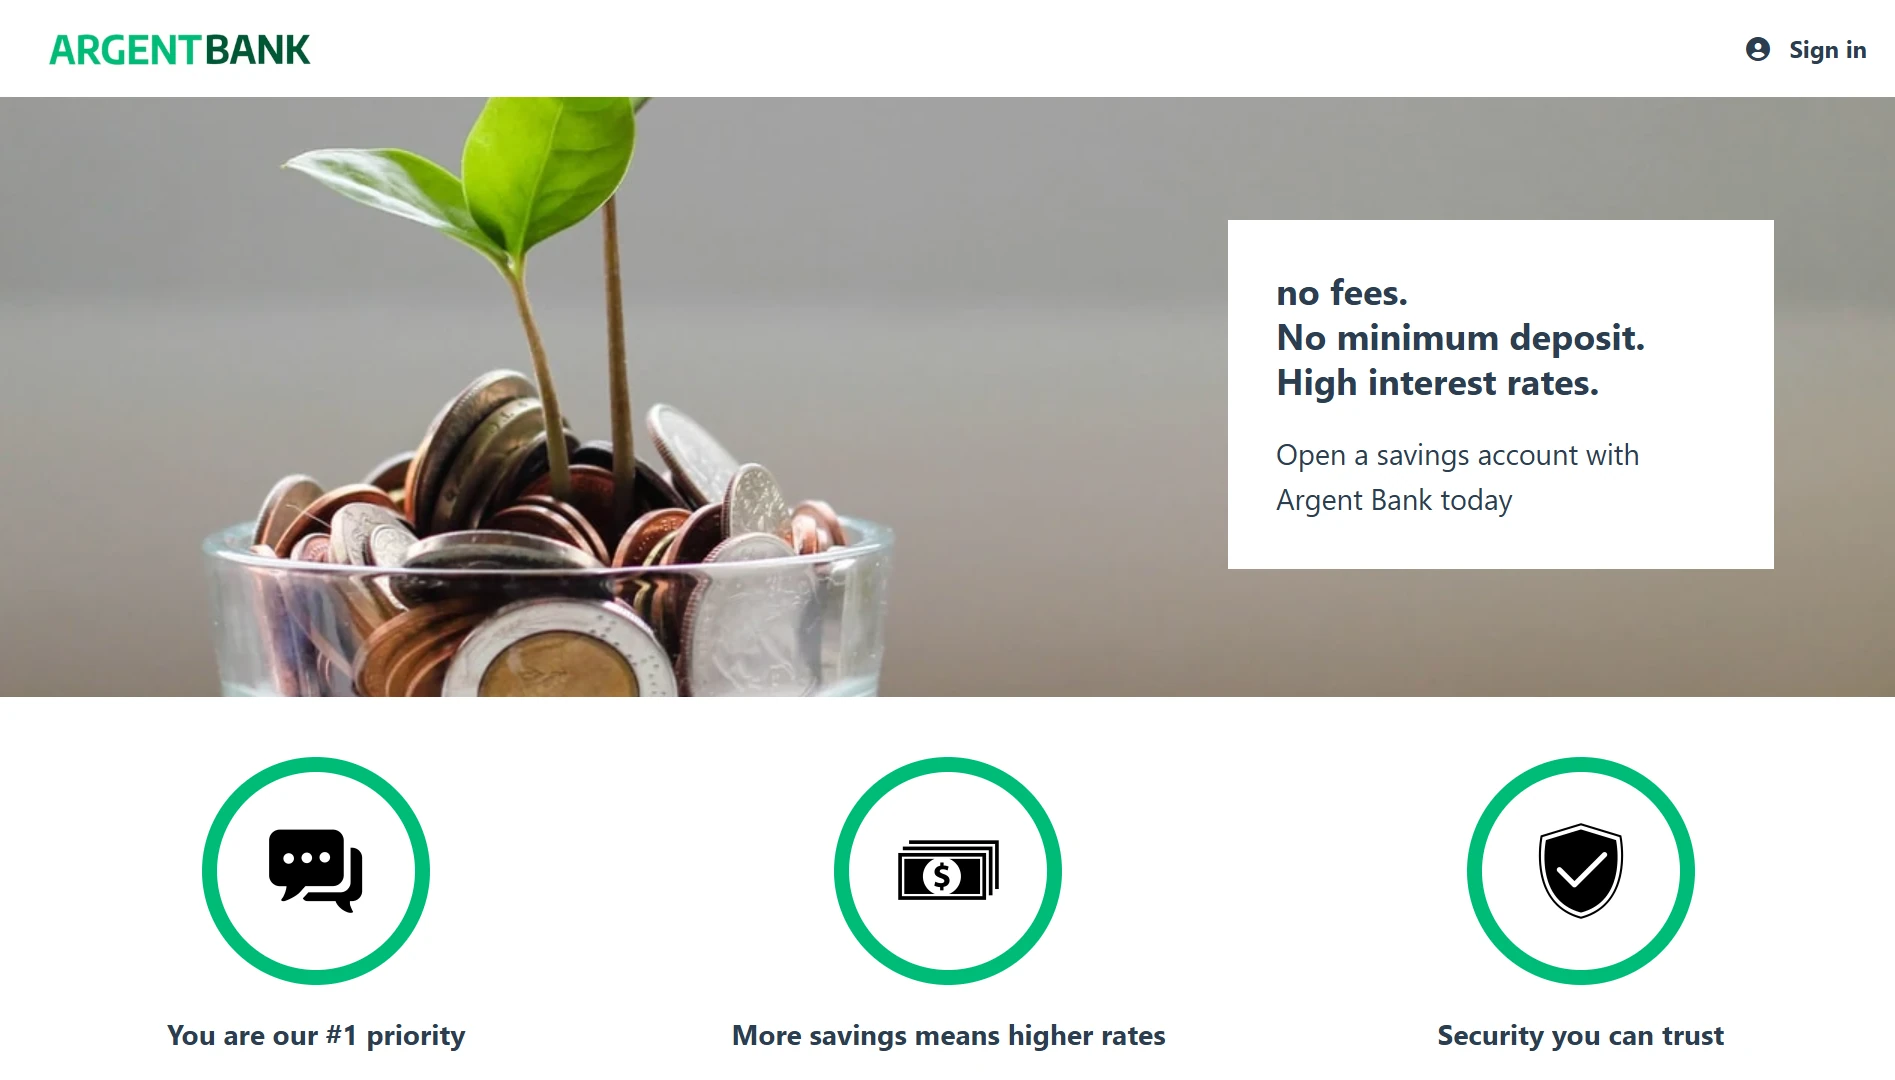 ARGENTBANK
Sign in
no fees.
No minimum deposit.
High interest rates.
Open a savings account with
Argent Bank today
$
You are our #1 priority
More savings means higher rates
Security you can trust